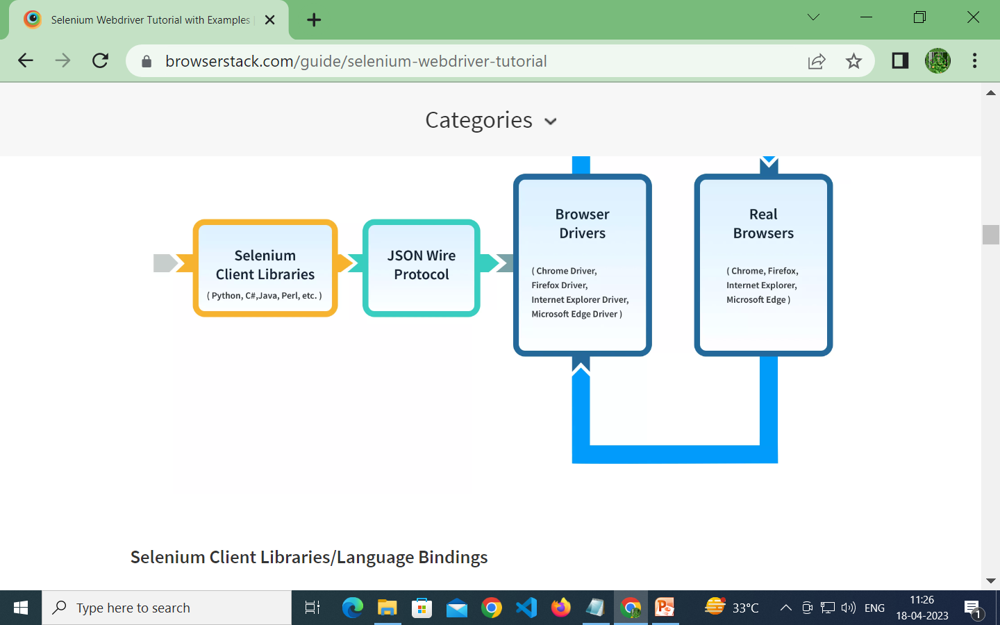 Selenium Webdriver Tutorial with Examples
browserstack.com/guide/selenium-webdriver-tutorial
Categories
Selenium
Client Libraries
( Python, C#,Java, Perl, etc. )
JSON Wire
Protocol
Browser
Drivers
( Chrome Driver,
Firefox Driver,
Internet Explorer Driver,
Microsoft Edge Driver )
Real
Browsers
( Chrome, Firefox,
Internet Explorer,
Microsoft Edge )
Selenium Client Libraries/Language Bindings
Type here to search
33°C
ENG
11:26
18-04-2023
1